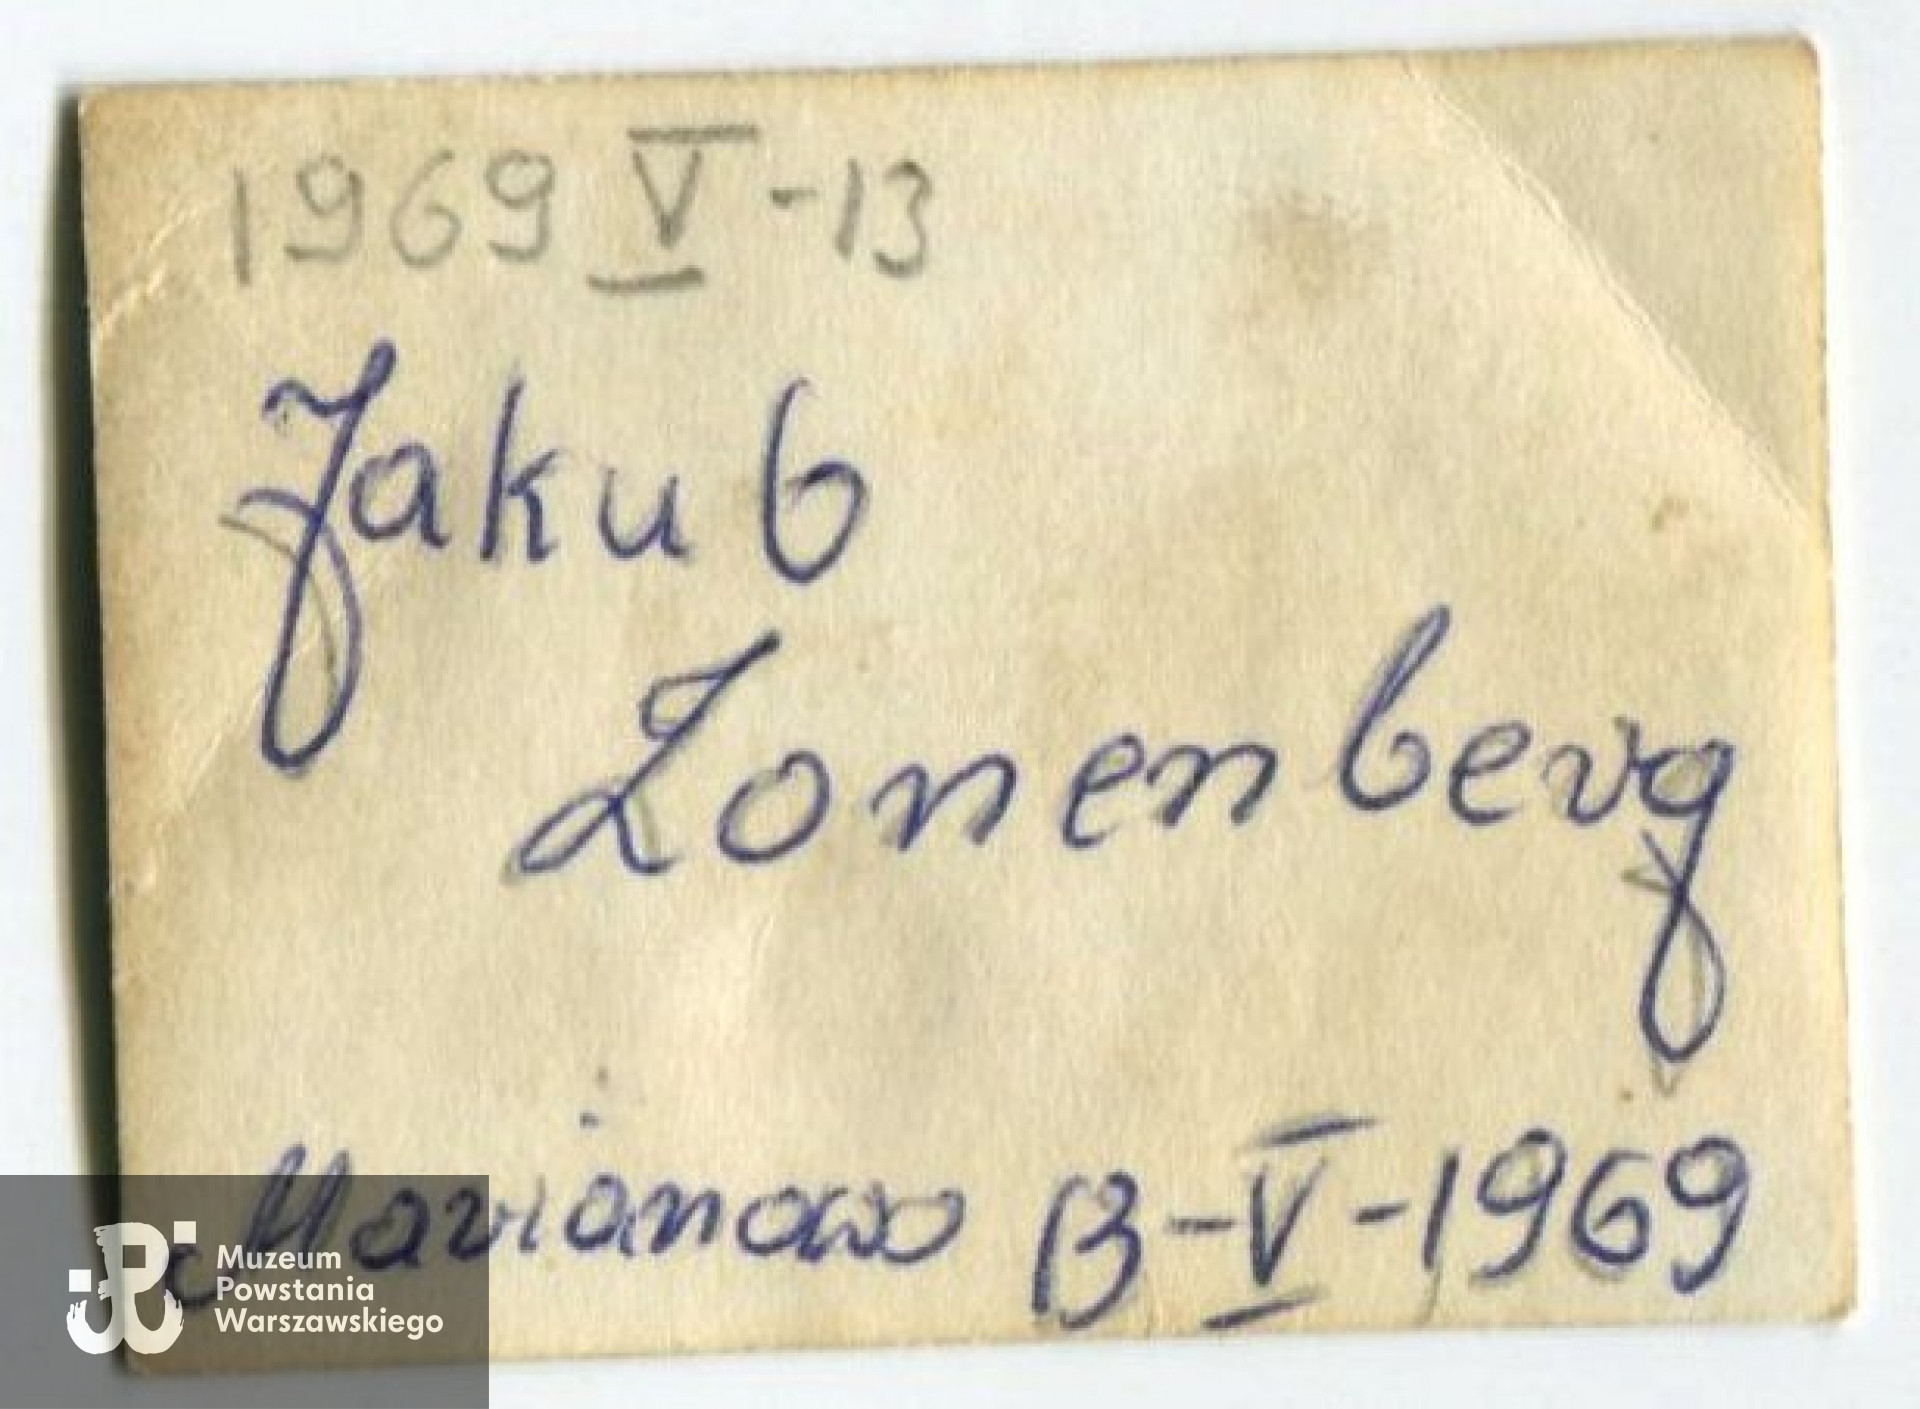 1969 V -13
Jakub
Zonenberg
Marianowo 13-V-1969
Muzeum
Powstania
Warszawskiego